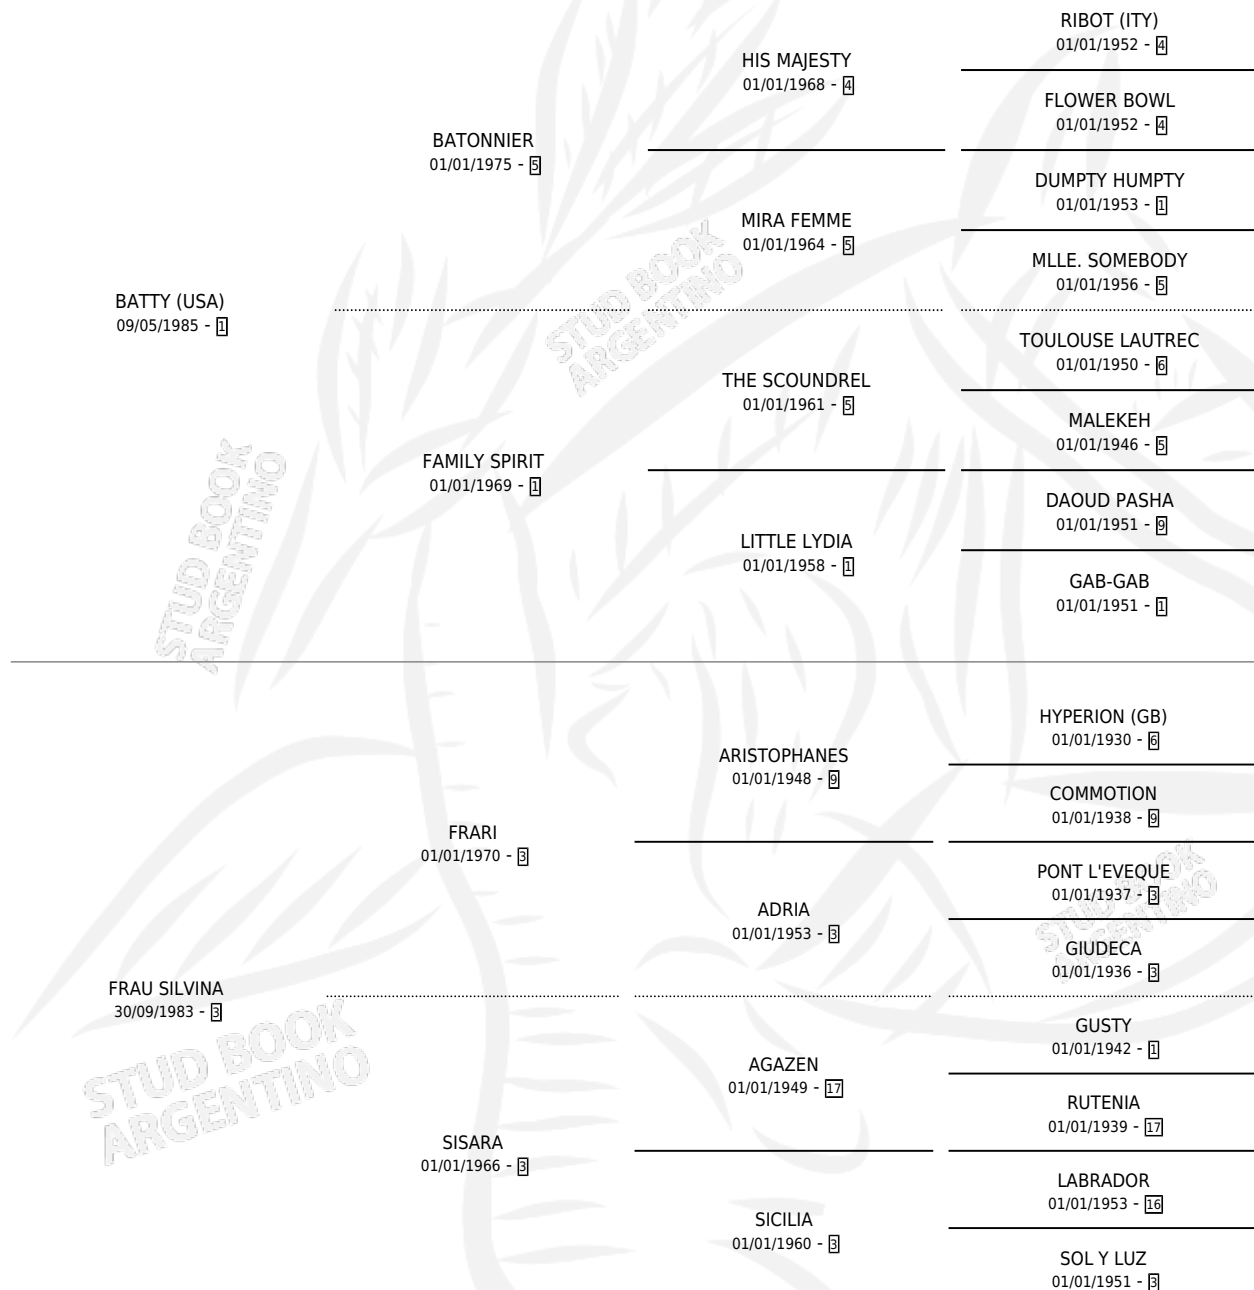 RIBOT (ITY)
01/01/1952 - 4
HIS MAJESTY
01/01/1968 - 4
FLOWER BOWL
01/01/1952 - 4
BATONNIER
01/01/1975 - 5
DUMPTY HUMPTY
01/01/1953 - 1
MIRA FEMME
01/01/1964 - 5
MLLE. SOMEBODY
01/01/1956 - 5
BATTY (USA)
09/05/1985 - 1
STUD BOOK
ARGENTINO
TOULOUSE LAUTREC
01/01/1950 - 6
THE SCOUNDREL
01/01/1961 - 5
MALEKEH
01/01/1946 - 5
FAMILY SPIRIT
01/01/1969 - 1
DAOUD PASHA
01/01/1951 - 9
LITTLE LYDIA
01/01/1958 - 1
GAB-GAB
01/01/1951 - 1
STUD BOOK
ARGENTINO
HYPERION (GB)
01/01/1930 - 6
ARISTOPHANES
01/01/1948 - 9
COMMOTION
01/01/1938 - 9
FRARI
01/01/1970 - 3
PONT L'EVEQUE
01/01/1937 - 3
ADRIA
01/01/1953 - 3
GIUDECA
01/01/1936 - 3
STUD BOOK
ARGENTINO
FRAU SILVINA
30/09/1983 - 3
GUSTY
01/01/1942 - 1
AGAZEN
01/01/1949 - 17
RUTENIA
01/01/1939 - 17
STUD BOOK
ARGENTINO
SISARA
01/01/1966 - 3
LABRADOR
01/01/1953 - 16
SICILIA
01/01/1960 - 3
SOL Y LUZ
01/01/1951 - 3